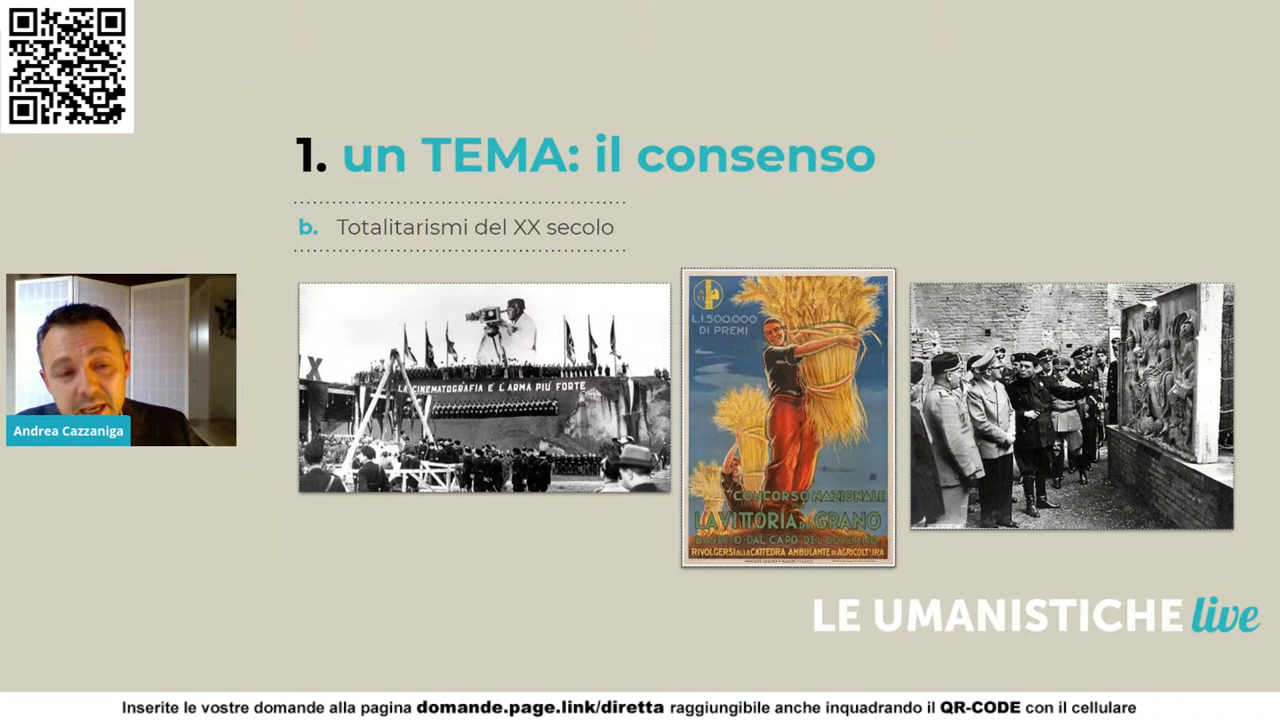 1. un TEMA: il consenso
b. Totalitarismi del XX secolo
LA CINEMATOGRAFIA E' L'ARMA PIÙ FORTE
L.1.500.000
DI PREMI
CONCORSO NAZIONALE
LA VITTORIA DEL GRANO
BANDITO DAL CAPO DEL GOVERNO
RIVOLGERSI ALLA CATTEDRA AMBULANTE DI AGRICOLTURA
Andrea Cazzaniga
LE UMANISTICHE live
Inserite le vostre domande alla pagina domande.page.link/diretta raggiungibile anche inquadrando il QR-CODE con il cellulare